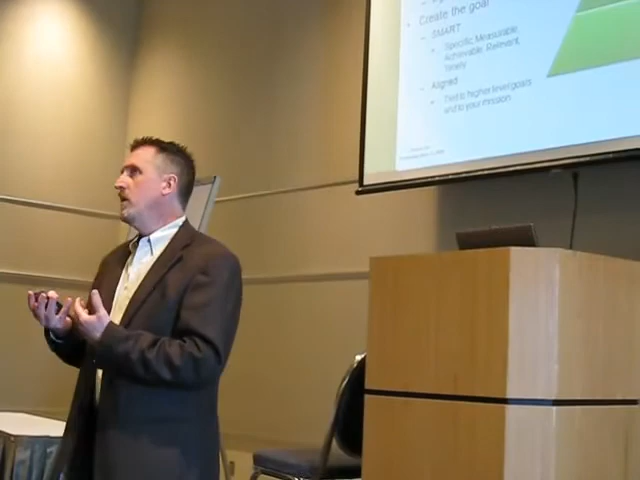 Create the goal
SMART
Specific, Measurable,
Achievable, Relevant,
Timely
Aligned
Tied to higher level goals
and to your mission